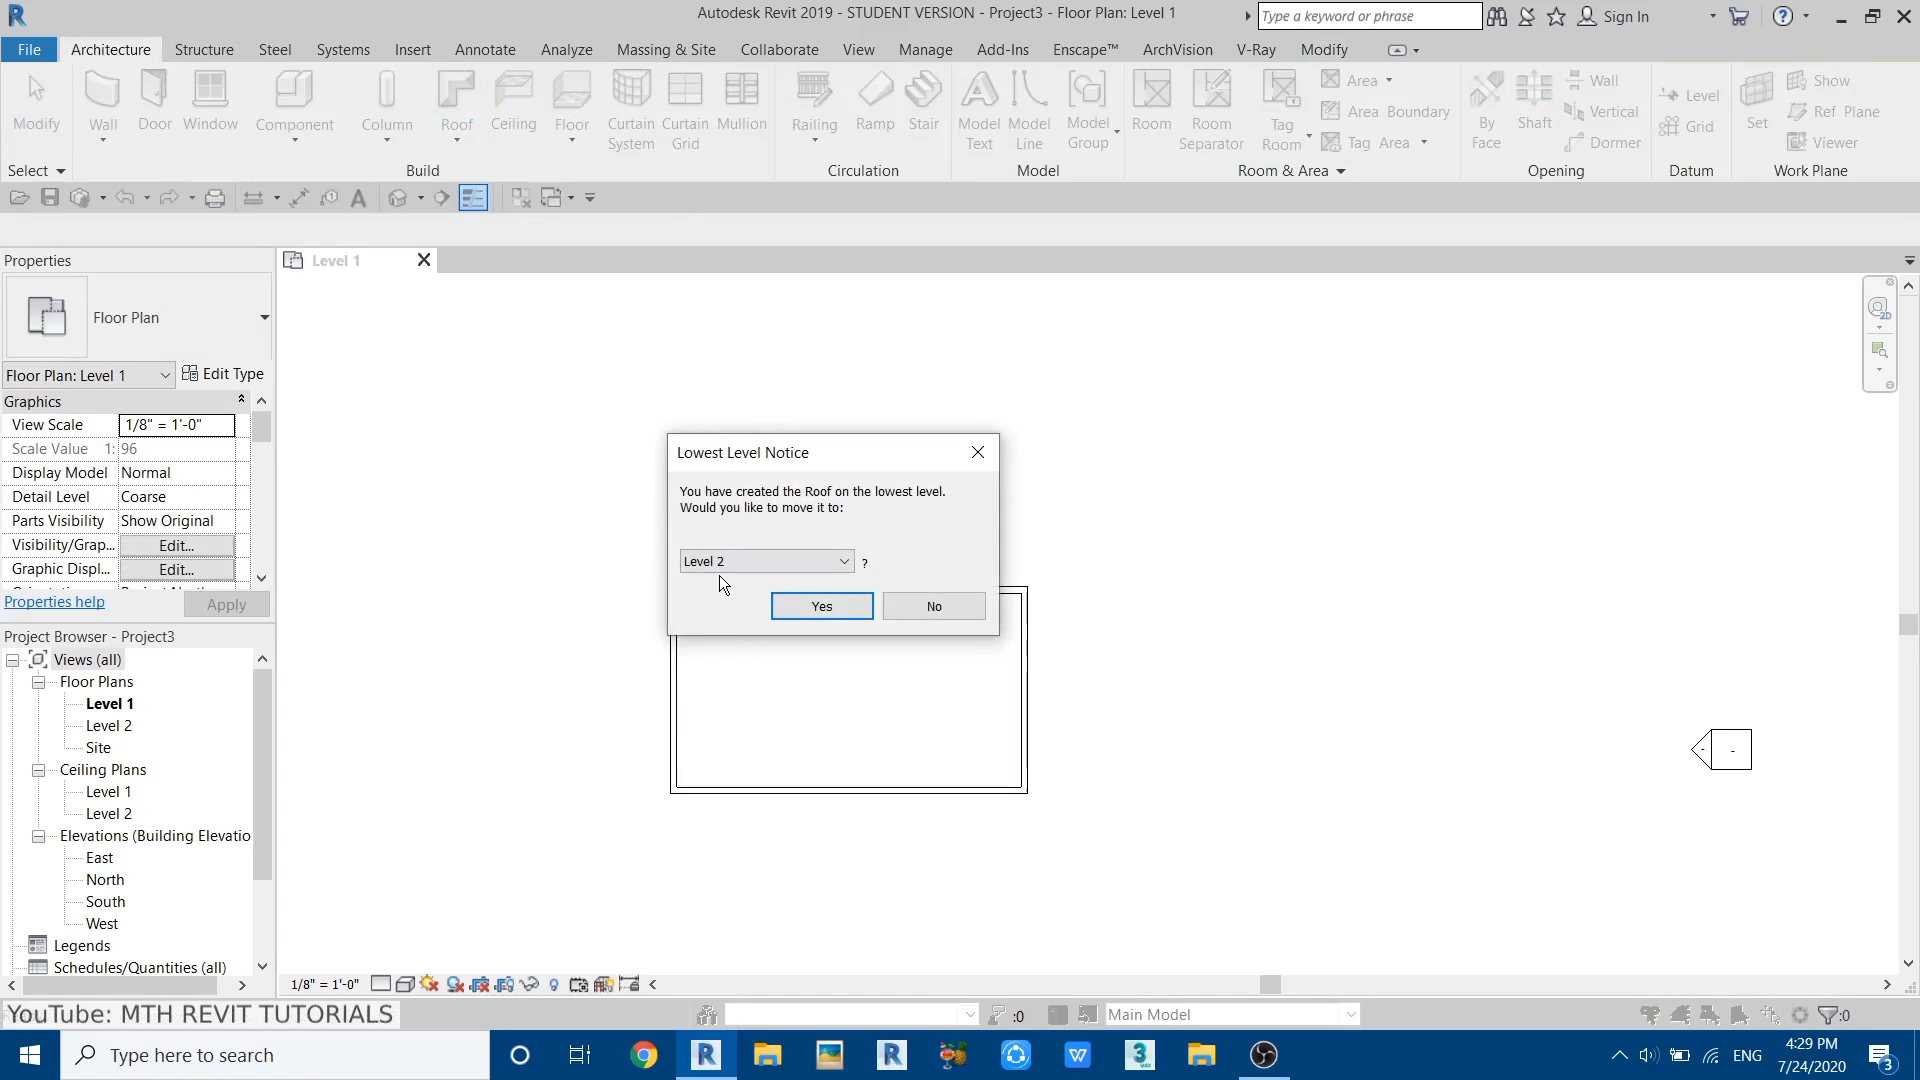 Autodesk Revit 2019 - STUDENT VERSION - Project3 - Floor Plan: Level 1
Type a keyword or phrase
Sign In
File Architecture Structure Steel Systems Insert Annotate Analyze Massing & Site Collaborate View Manage Add-Ins Enscape™ ArchVision V-Ray Modify
Modify
Wall
Door
Window
Component
Column
Roof
Ceiling
Floor
Curtain System
Curtain Grid
Mullion
Railing
Ramp
Stair
Model Text
Model Line
Model Group
Room
Room Separator
Tag Room
Area
Area Boundary
Tag Area
By Face
Shaft
Wall
Vertical
Dormer
Level
Grid
Set
Show
Ref Plane
Viewer
Select
Build
Circulation
Model
Room & Area
Opening
Datum
Work Plane
Properties
Level 1
Floor Plan
Floor Plan: Level 1
Edit Type
Graphics
View Scale 1/8" = 1'-0"
Scale Value 1: 96
Display Model Normal
Detail Level Coarse
Parts Visibility Show Original
Visibility/Grap... Edit...
Graphic Displ... Edit...
Properties help
Apply
Project Browser - Project3
Views (all)
Floor Plans
Level 1
Level 2
Site
Ceiling Plans
Level 1
Level 2
Elevations (Building Elevatio
East
North
South
West
Legends
Schedules/Quantities (all)
Lowest Level Notice
You have created the Roof on the lowest level.
Would you like to move it to:
Level 2
?
Yes
No
1/8" = 1'-0"
YouTube: MTH REVIT TUTORIALS
:0
Main Model
:0
Type here to search
ENG
4:29 PM
7/24/2020
3